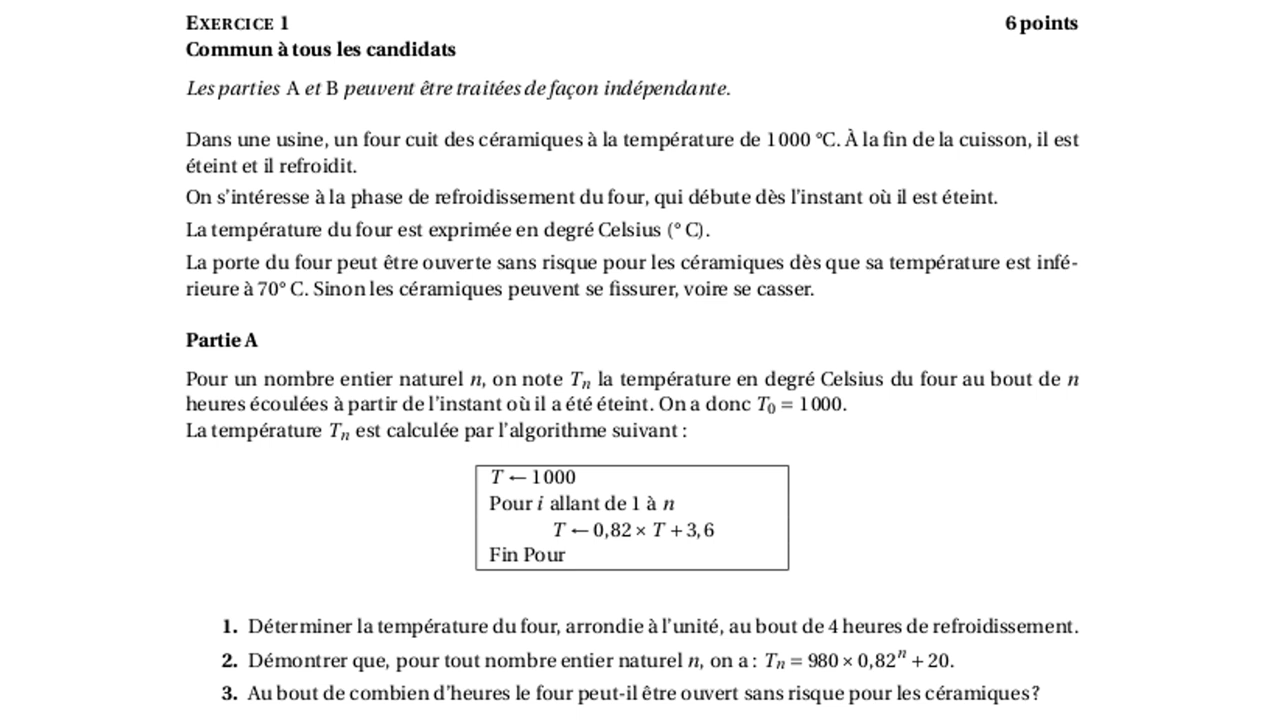 EXERCICE 1 6 points
Commun à tous les candidats
Les parties A et B peuvent être traitées de façon indépendante.
Dans une usine, un four cuit des céramiques à la température de 1000 °C. À la fin de la cuisson, il est
éteint et il refroidit.
On s'intéresse à la phase de refroidissement du four, qui débute dès l'instant où il est éteint.
La température du four est exprimée en degré Celsius (° C).
La porte du four peut être ouverte sans risque pour les céramiques dès que sa température est infé-
rieure à 70° C. Sinon les céramiques peuvent se fissurer, voire se casser.
Partie A
Pour un nombre entier naturel n, on note Tₙ la température en degré Celsius du four au bout de n
heures écoulées à partir de l'instant où il a été éteint. On a donc T₀ = 1000.
La température Tₙ est calculée par l'algorithme suivant :
T ← 1000
Pour i allant de 1 à n
T ← 0,82 × T + 3,6
Fin Pour
1. Déterminer la température du four, arrondie à l'unité, au bout de 4 heures de refroidissement.
2. Démontrer que, pour tout nombre entier naturel n, on a : Tₙ = 980 × 0,82ⁿ + 20.
3. Au bout de combien d'heures le four peut-il être ouvert sans risque pour les céramiques ?